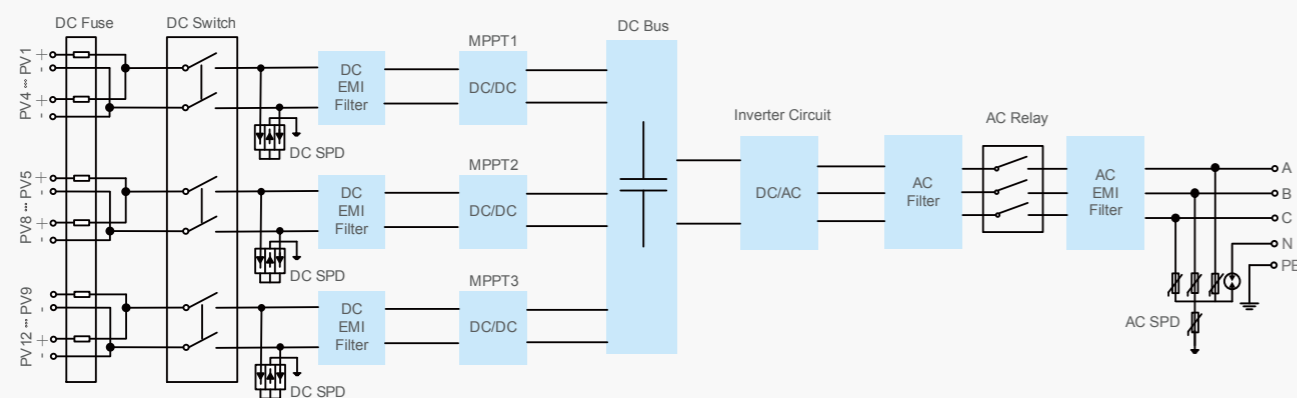 DC Fuse
DC Switch
DC Bus
MPPT1
PV4 ┅ PV1
+
-
+
-
DC
EMI
Filter
DC/DC
DC SPD
Inverter Circuit
AC Relay
MPPT2
PV8 ┅ PV5
+
-
+
-
DC
EMI
Filter
DC/DC
DC SPD
DC/AC
AC
Filter
AC
EMI
Filter
A
B
C
N
PE
MPPT3
PV12 ┅ PV9
+
-
+
-
DC
EMI
Filter
DC/DC
DC SPD
AC SPD